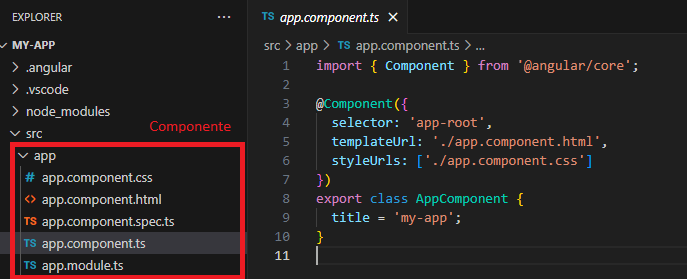 EXPLORER
MY-APP
.angular
.vscode
node_modules
Componente
src
app
app.component.css
app.component.html
app.component.spec.ts
app.component.ts
app.module.ts
TS app.component.ts ×
src > app > TS app.component.ts > ...
1 import { Component } from '@angular/core';
2
3 @Component({
4   selector: 'app-root',
5   templateUrl: './app.component.html',
6   styleUrls: ['./app.component.css']
7 })
8 export class AppComponent {
9   title = 'my-app';
10 }
11